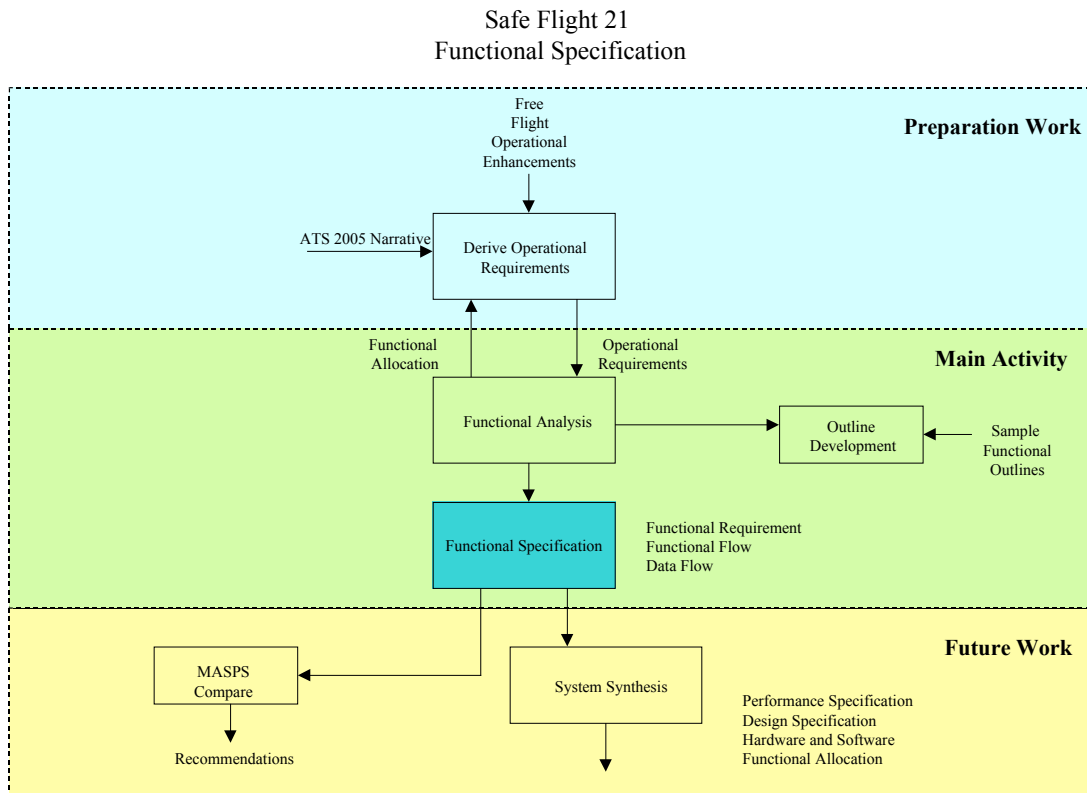 Safe Flight 21
Functional Specification
Free
Flight
Operational
Enhancements
Preparation Work
ATS 2005 Narrative
Derive Operational
Requirements
Functional
Allocation
Operational
Requirements
Main Activity
Functional Analysis
Outline
Development
Sample
Functional
Outlines
Functional Specification
Functional Requirement
Functional Flow
Data Flow
Future Work
MASPS
Compare
System Synthesis
Performance Specification
Design Specification
Hardware and Software
Functional Allocation
Recommendations